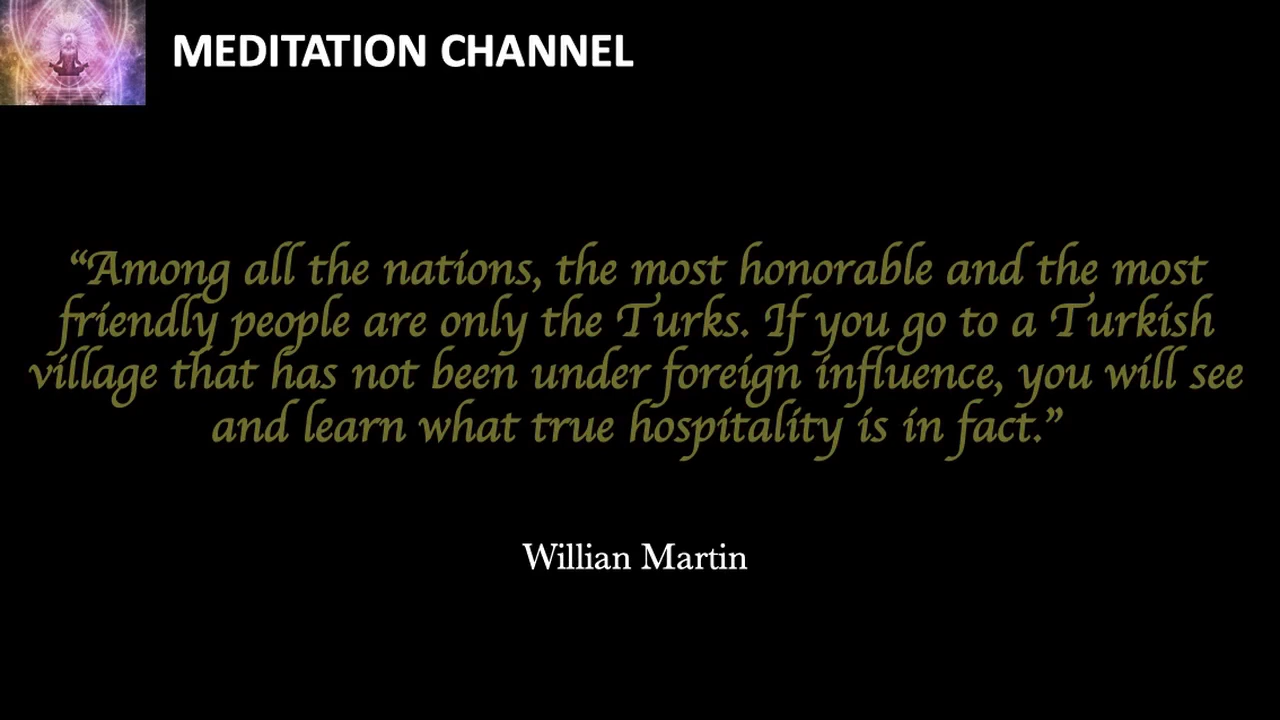 MEDITATION CHANNEL
“Among all the nations, the most honorable and the most
friendly people are only the Turks. If you go to a Turkish
village that has not been under foreign influence, you will see
and learn what true hospitality is in fact.”
Willian Martin